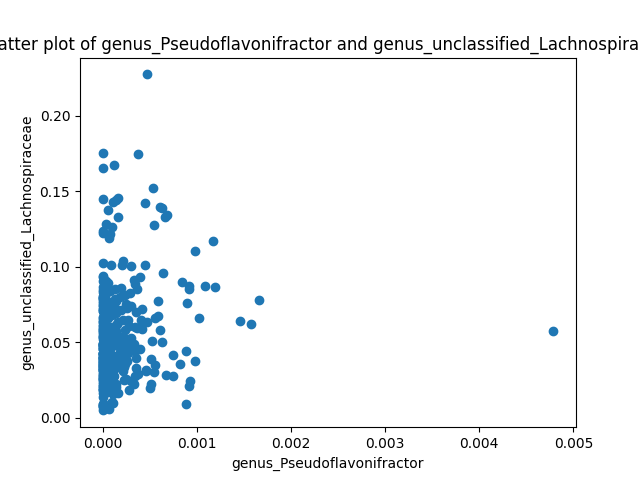 atter plot of genus_Pseudoflavonifractor and genus_unclassified_Lachnospira
0.20
0.15
0.10
0.05
0.00
genus_unclassified_Lachnospiraceae
0.000 0.001 0.002 0.003 0.004 0.005
genus_Pseudoflavonifractor